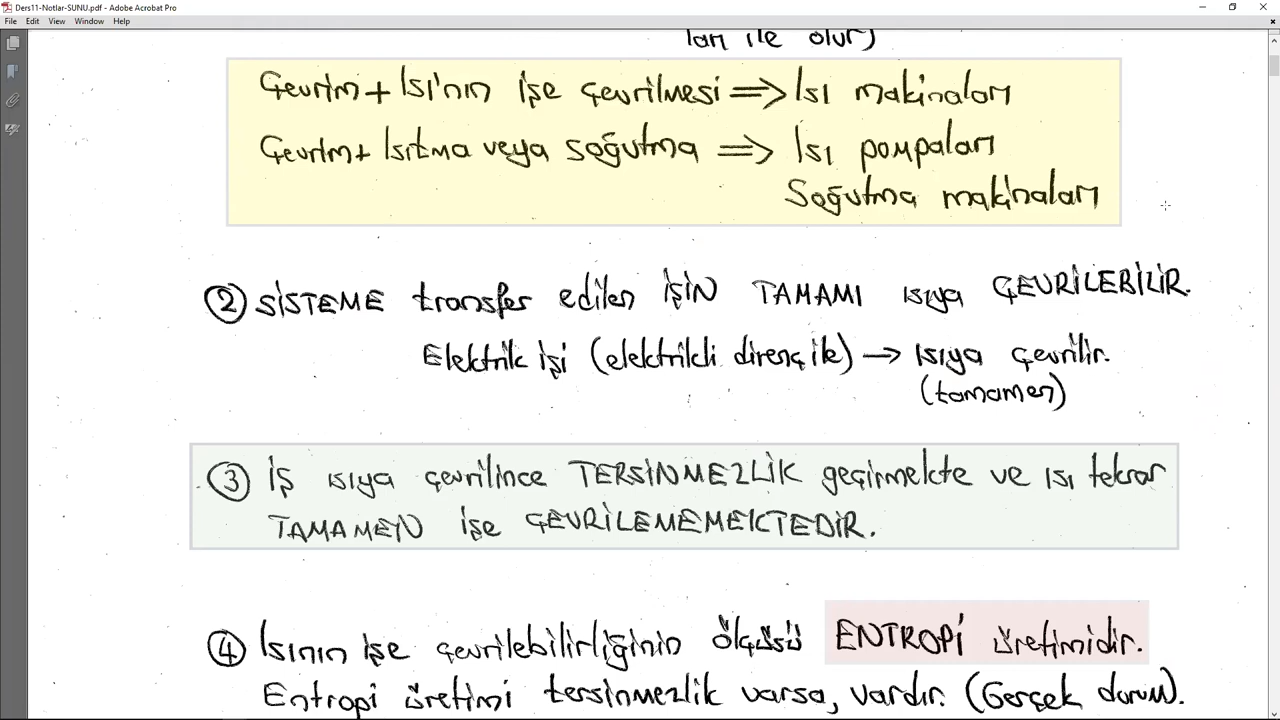 Ders11-Notlar-SUNU.pdf - Adobe Acrobat Pro
File Edit View Window Help
ları ile olur)
Çevrim + Isı'nın işe çevrilmesi => Isı makinaları
Çevrim + Isıtma veya soğutma => Isı pompaları
Soğutma makinaları
2 SİSTEME transfer edilen İŞİN TAMAMI ısıya ÇEVRİLEBİLİR.
Elektrik işi (elektrikli direnç ile) → ısıya çevrilir.
(tamamen)
3 İş ısıya çevrilince TERSİNMEZLİK geçirmekte ve ısı tekrar
TAMAMEN işe ÇEVRİLEMEMEKTEDİR.
4 Isının işe çevrilebilirliğinin ölçüsü ENTROPİ üretimidir.
Entropi üretimi tersinmezlik varsa, vardır. (Gerçek durum).